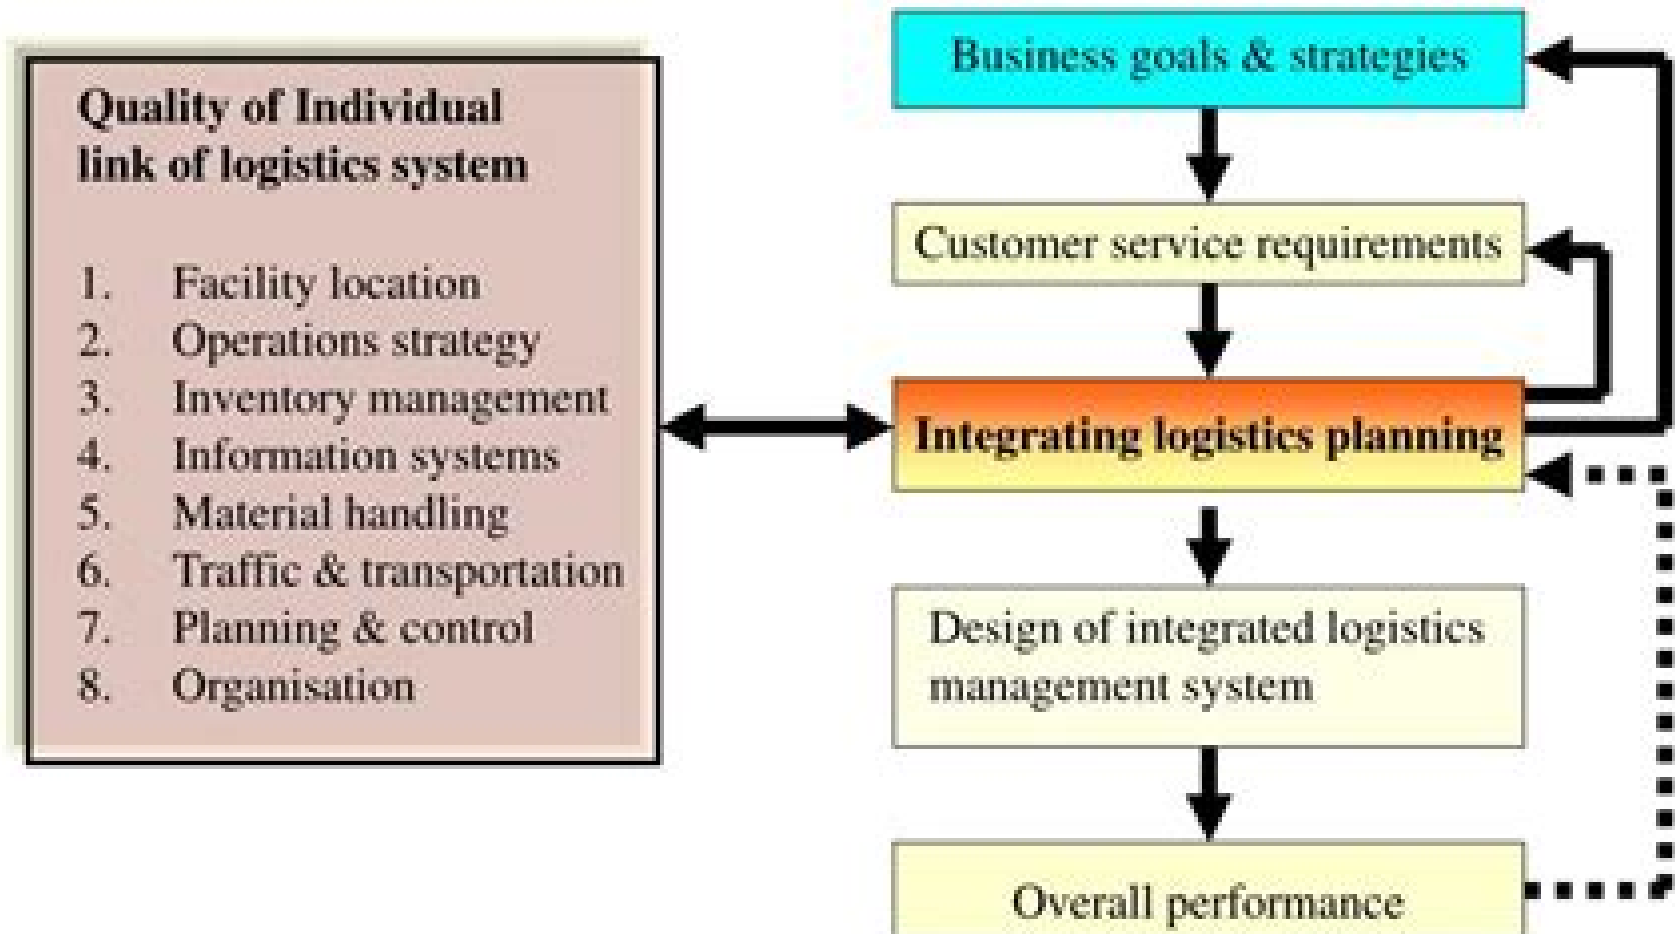 Quality of Individual
link of logistics system
1. Facility location
2. Operations strategy
3. Inventory management
4. Information systems
5. Material handling
6. Traffic & transportation
7. Planning & control
8. Organisation
Business goals & strategies
Customer service requirements
Integrating logistics planning
Design of integrated logistics
management system
Overall performance